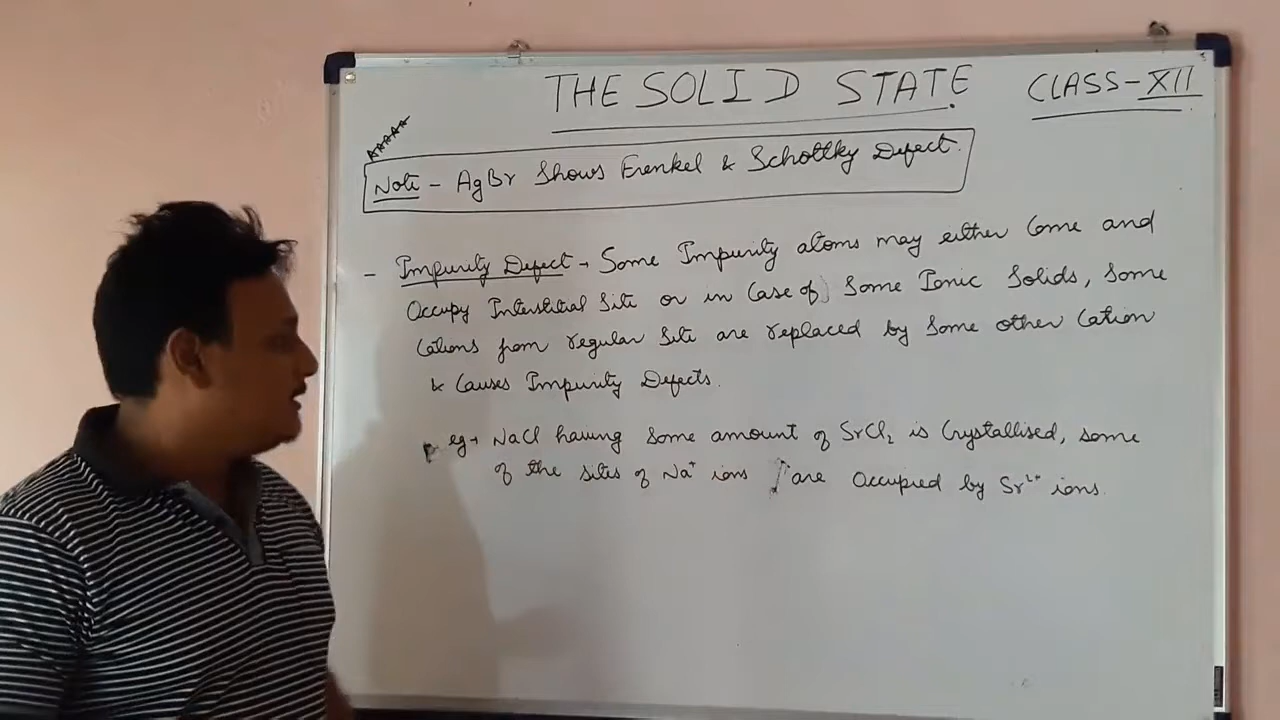 THE SOLID STATE. CLASS-XII
Note - AgBr Shows Frenkel & Schottky Defect.
- Impurity Defect → Some Impurity atoms may either Come and
Occupy Interstitial Site or in Case of Some Ionic Solids, Some
Cations from regular Site are replaced by Some other Cation
& Causes Impurity Defects.
eg → NaCl having Some amount of SrCl₂ is Crystallised, some
of the sites of Na⁺ ions are Occupied by Sr²⁺ ions.